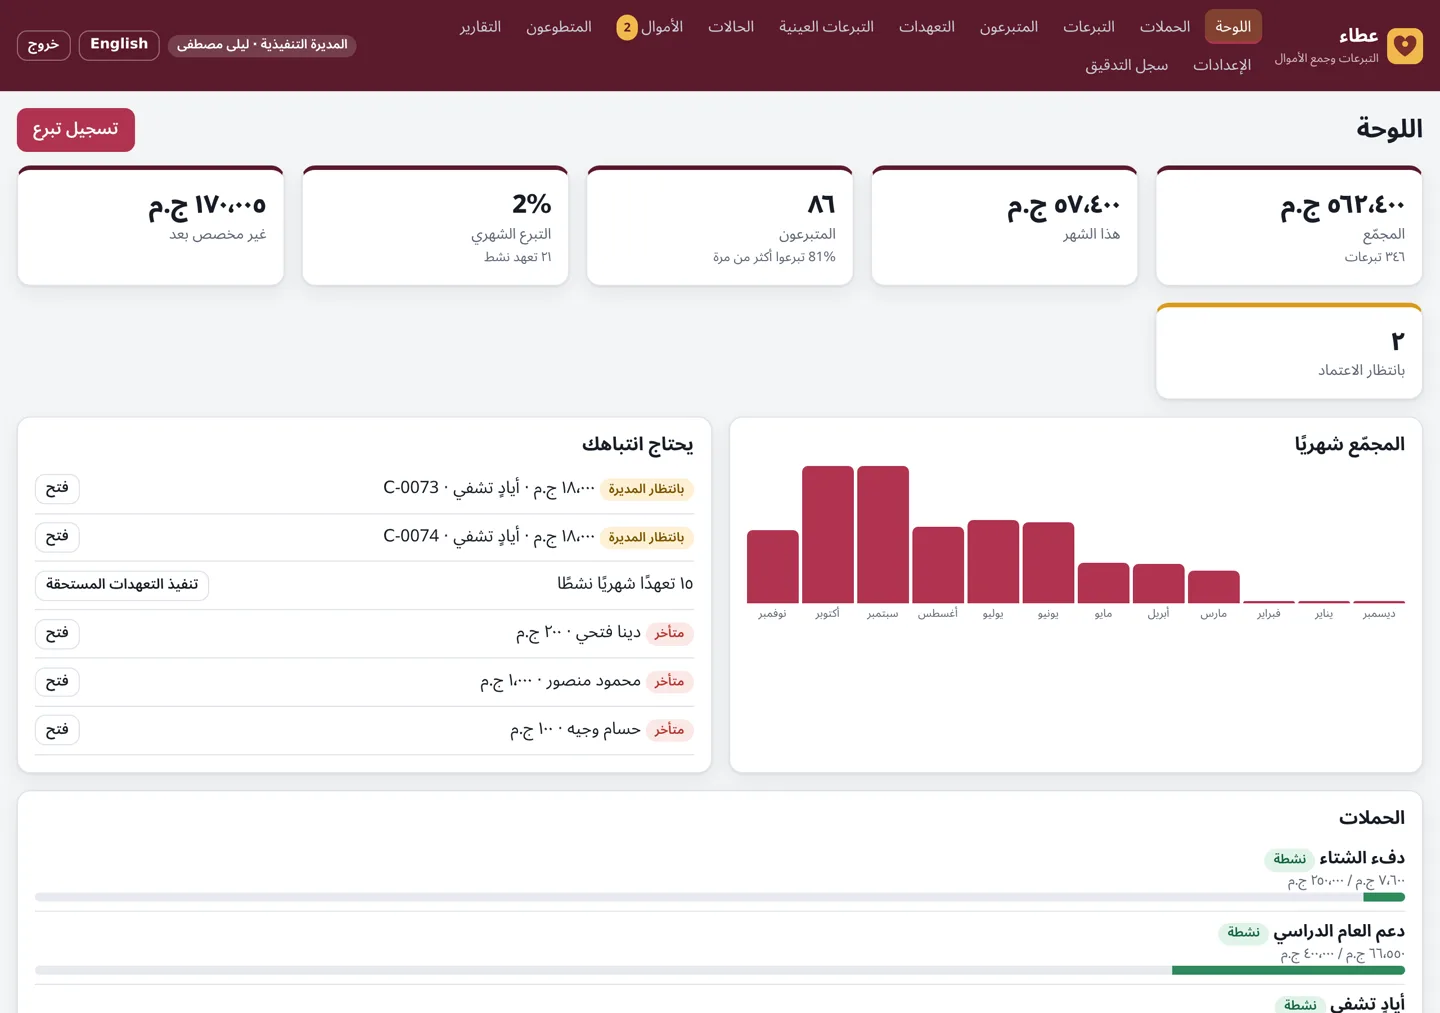 عطاء
التبرعات وجمع الأموال
اللوحة
الحملات
التبرعات
المتبرعون
التعهدات
التبرعات العينية
الحالات
الأموال 2
المتطوعون
التقارير
الإعدادات
سجل التدقيق
المديرة التنفيذية · ليلى مصطفى
English
خروج
اللوحة
تسجيل تبرع
٥٦٢،٤٠٠ ج.م
المجمّع
٣٤٦ تبرعات
٥٧،٤٠٠ ج.م
هذا الشهر
٨٦
المتبرعون
81% تبرعوا أكثر من مرة
2%
التبرع الشهري
٢١ تعهد نشط
١٧٠،٠٠٥ ج.م
غير مخصص بعد
٢
بانتظار الاعتماد
المجمّع شهريًا
ديسمبر
يناير
فبراير
مارس
أبريل
مايو
يونيو
يوليو
أغسطس
سبتمبر
أكتوبر
نوفمبر
يحتاج انتباهك
بانتظار المديرة ١٨،٠٠٠ ج.م · أيادٍ تشفي · C-0073 فتح
بانتظار المديرة ١٨،٠٠٠ ج.م · أيادٍ تشفي · C-0074 فتح
١٥ تعهدًا شهريًا نشطًا تنفيذ التعهدات المستحقة
متأخر دينا فتحي · ٢٠٠ ج.م فتح
متأخر محمود منصور · ١،٠٠٠ ج.م فتح
متأخر حسام وجيه · ١٠٠ ج.م فتح
الحملات
دفء الشتاء نشطة
٧،٦٠٠ ج.م / ٢٥٠،٠٠٠ ج.م
دعم العام الدراسي نشطة
٦٦،٥٥٠ ج.م / ٤٠٠،٠٠٠ ج.م
أيادٍ تشفي نشطة